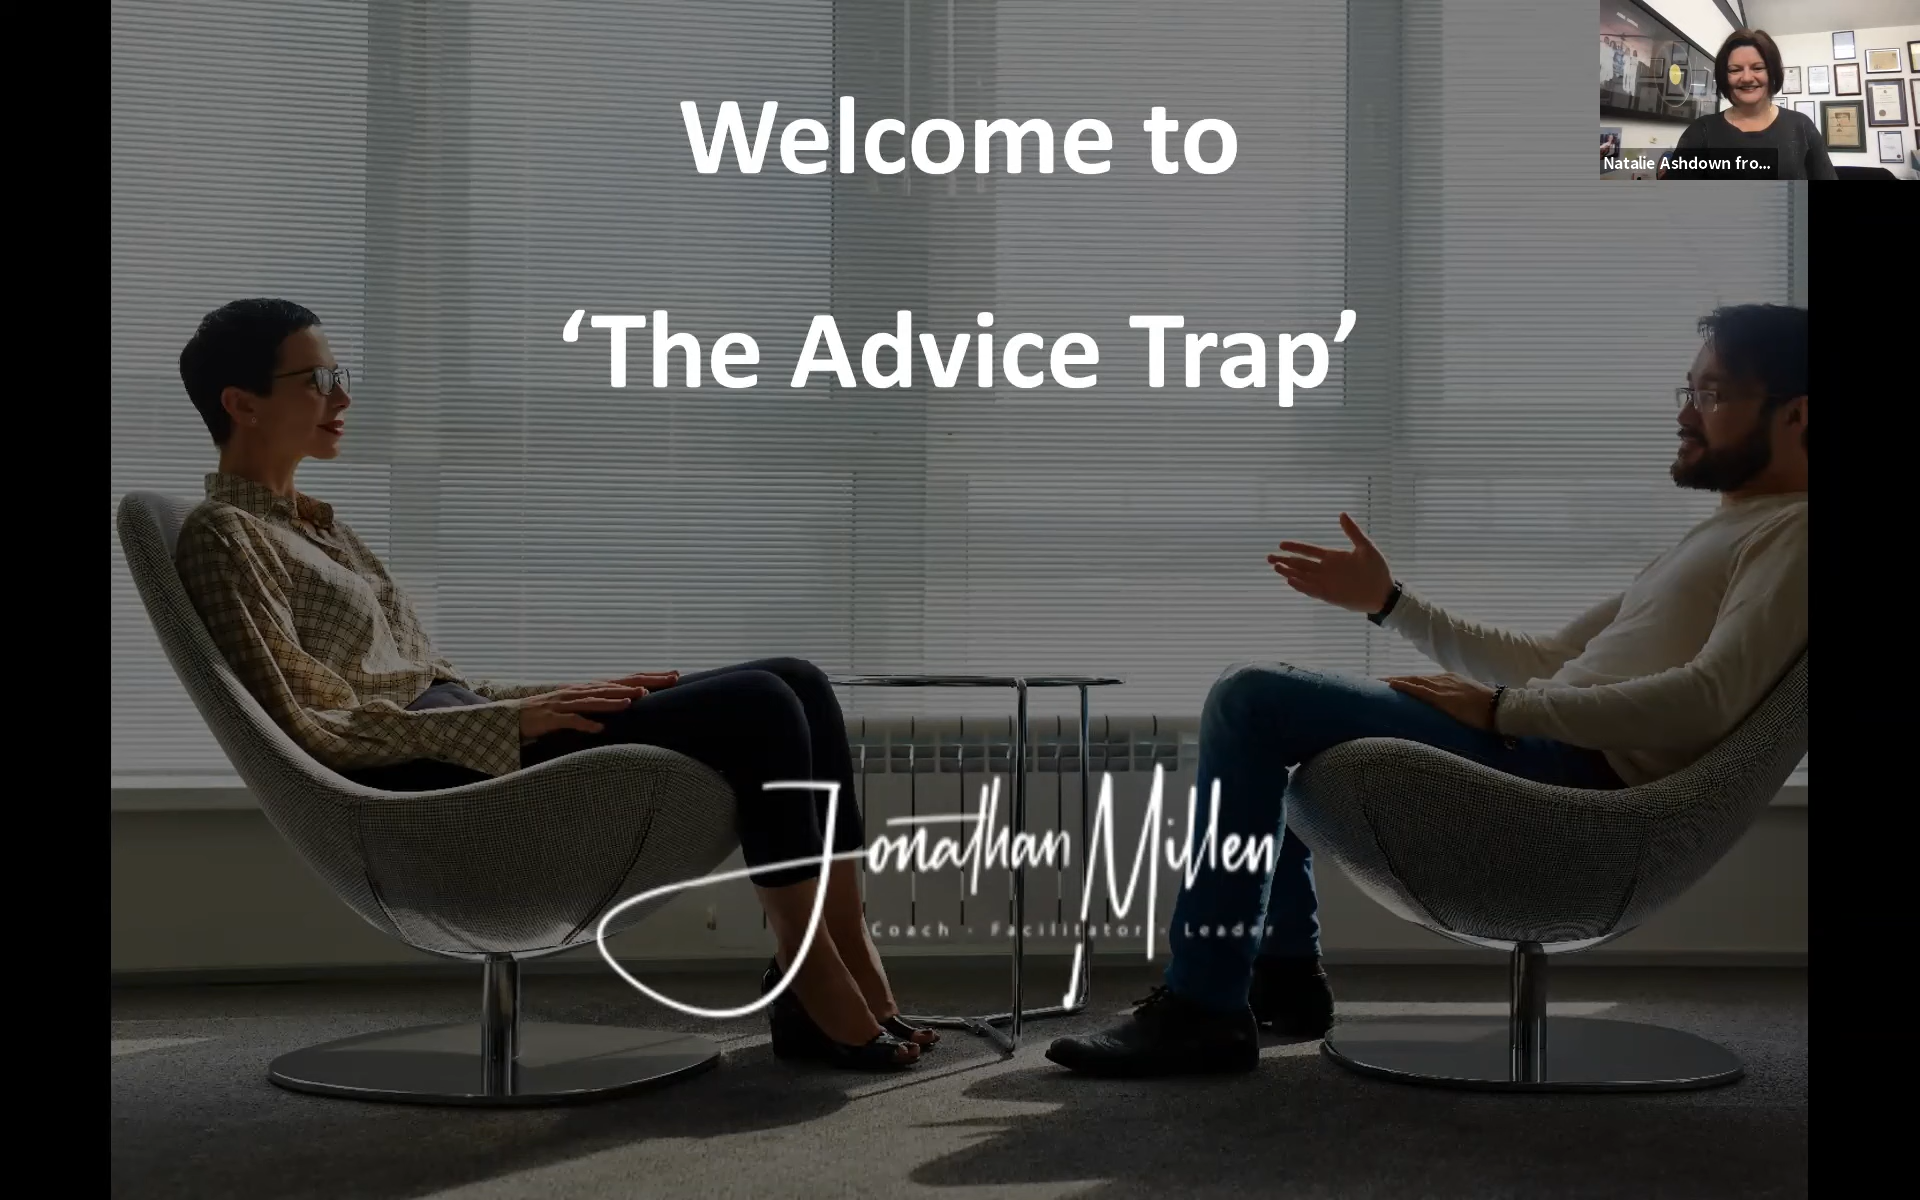 Welcome to
‘The Advice Trap’
Natalie Ashdown fro...
Jonathan Millen
Coach - Facilitator - Leader